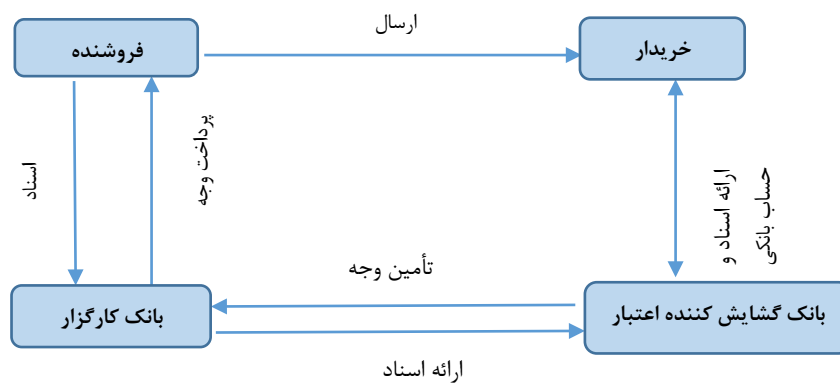 ارسال
خریدار
فروشنده
اسناد
پرداخت وجه
ارائه اسناد و
حساب بانکی
تأمین وجه
بانک گشایش کننده اعتبار
بانک کارگزار
ارائه اسناد